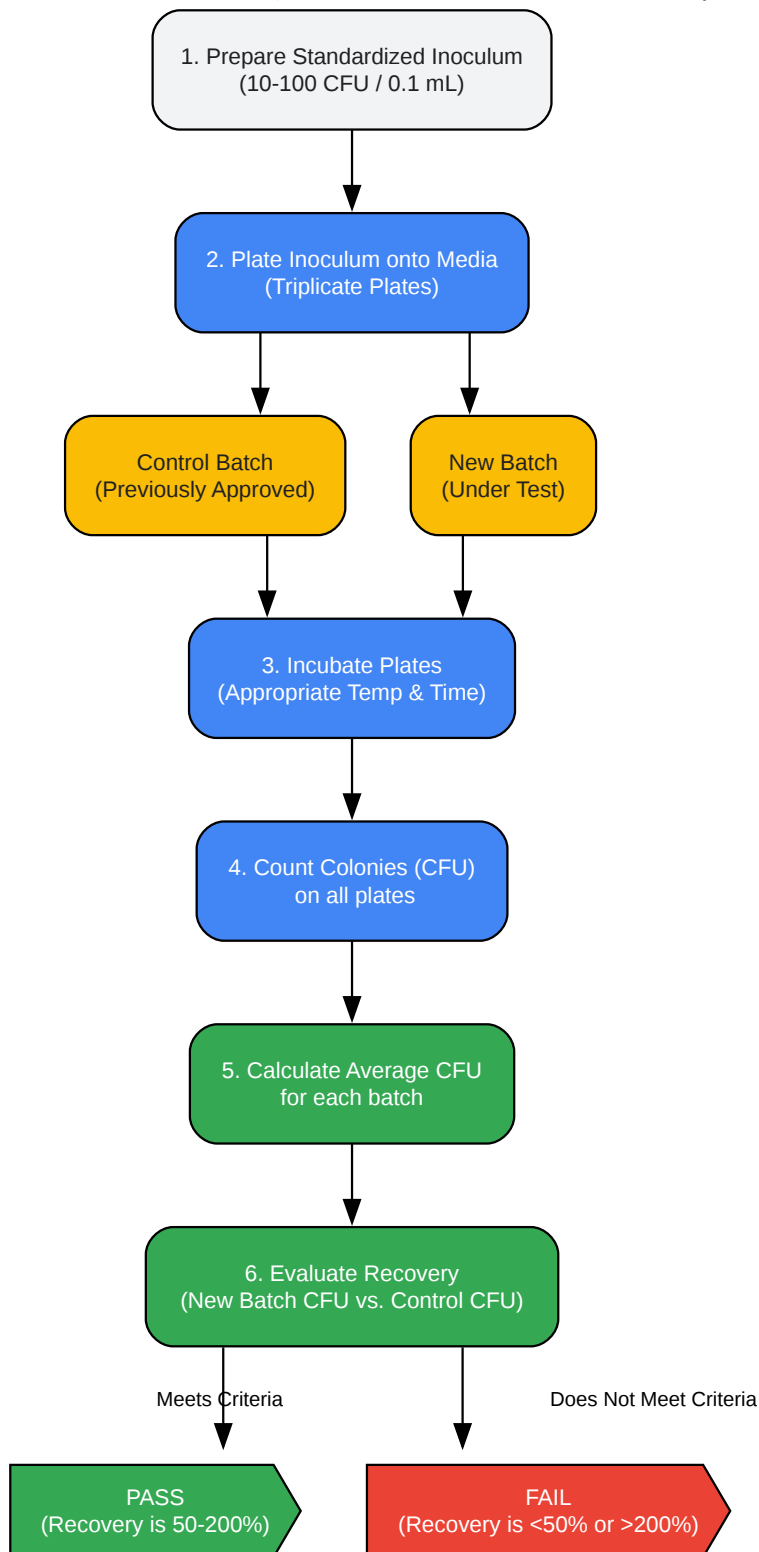 1. Prepare Standardized Inoculum
(10-100 CFU / 0.1 mL)
2. Plate Inoculum onto Media
(Triplicate Plates)
Control Batch
(Previously Approved)
New Batch
(Under Test)
3. Incubate Plates
(Appropriate Temp & Time)
4. Count Colonies (CFU)
on all plates
5. Calculate Average CFU
for each batch
6. Evaluate Recovery
(New Batch CFU vs. Control CFU)
Meets Criteria
Does Not Meet Criteria
PASS
(Recovery is 50-200%)
FAIL
(Recovery is <50% or >200%)